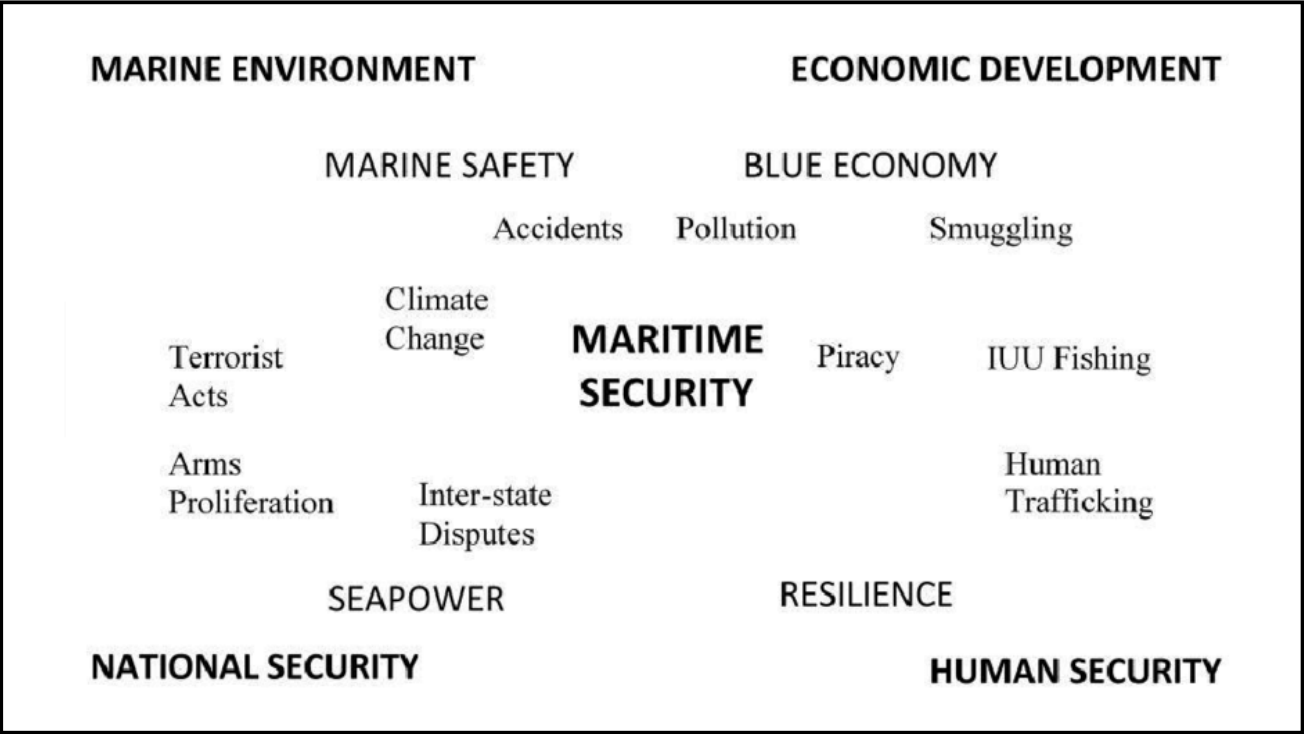 MARINE ENVIRONMENT
ECONOMIC DEVELOPMENT
MARINE SAFETY
BLUE ECONOMY
Accidents
Pollution
Smuggling
Climate
Change
Terrorist
Acts
MARITIME
SECURITY
Piracy
IUU Fishing
Arms
Proliferation
Inter-state
Disputes
Human
Trafficking
SEAPOWER
RESILIENCE
NATIONAL SECURITY
HUMAN SECURITY